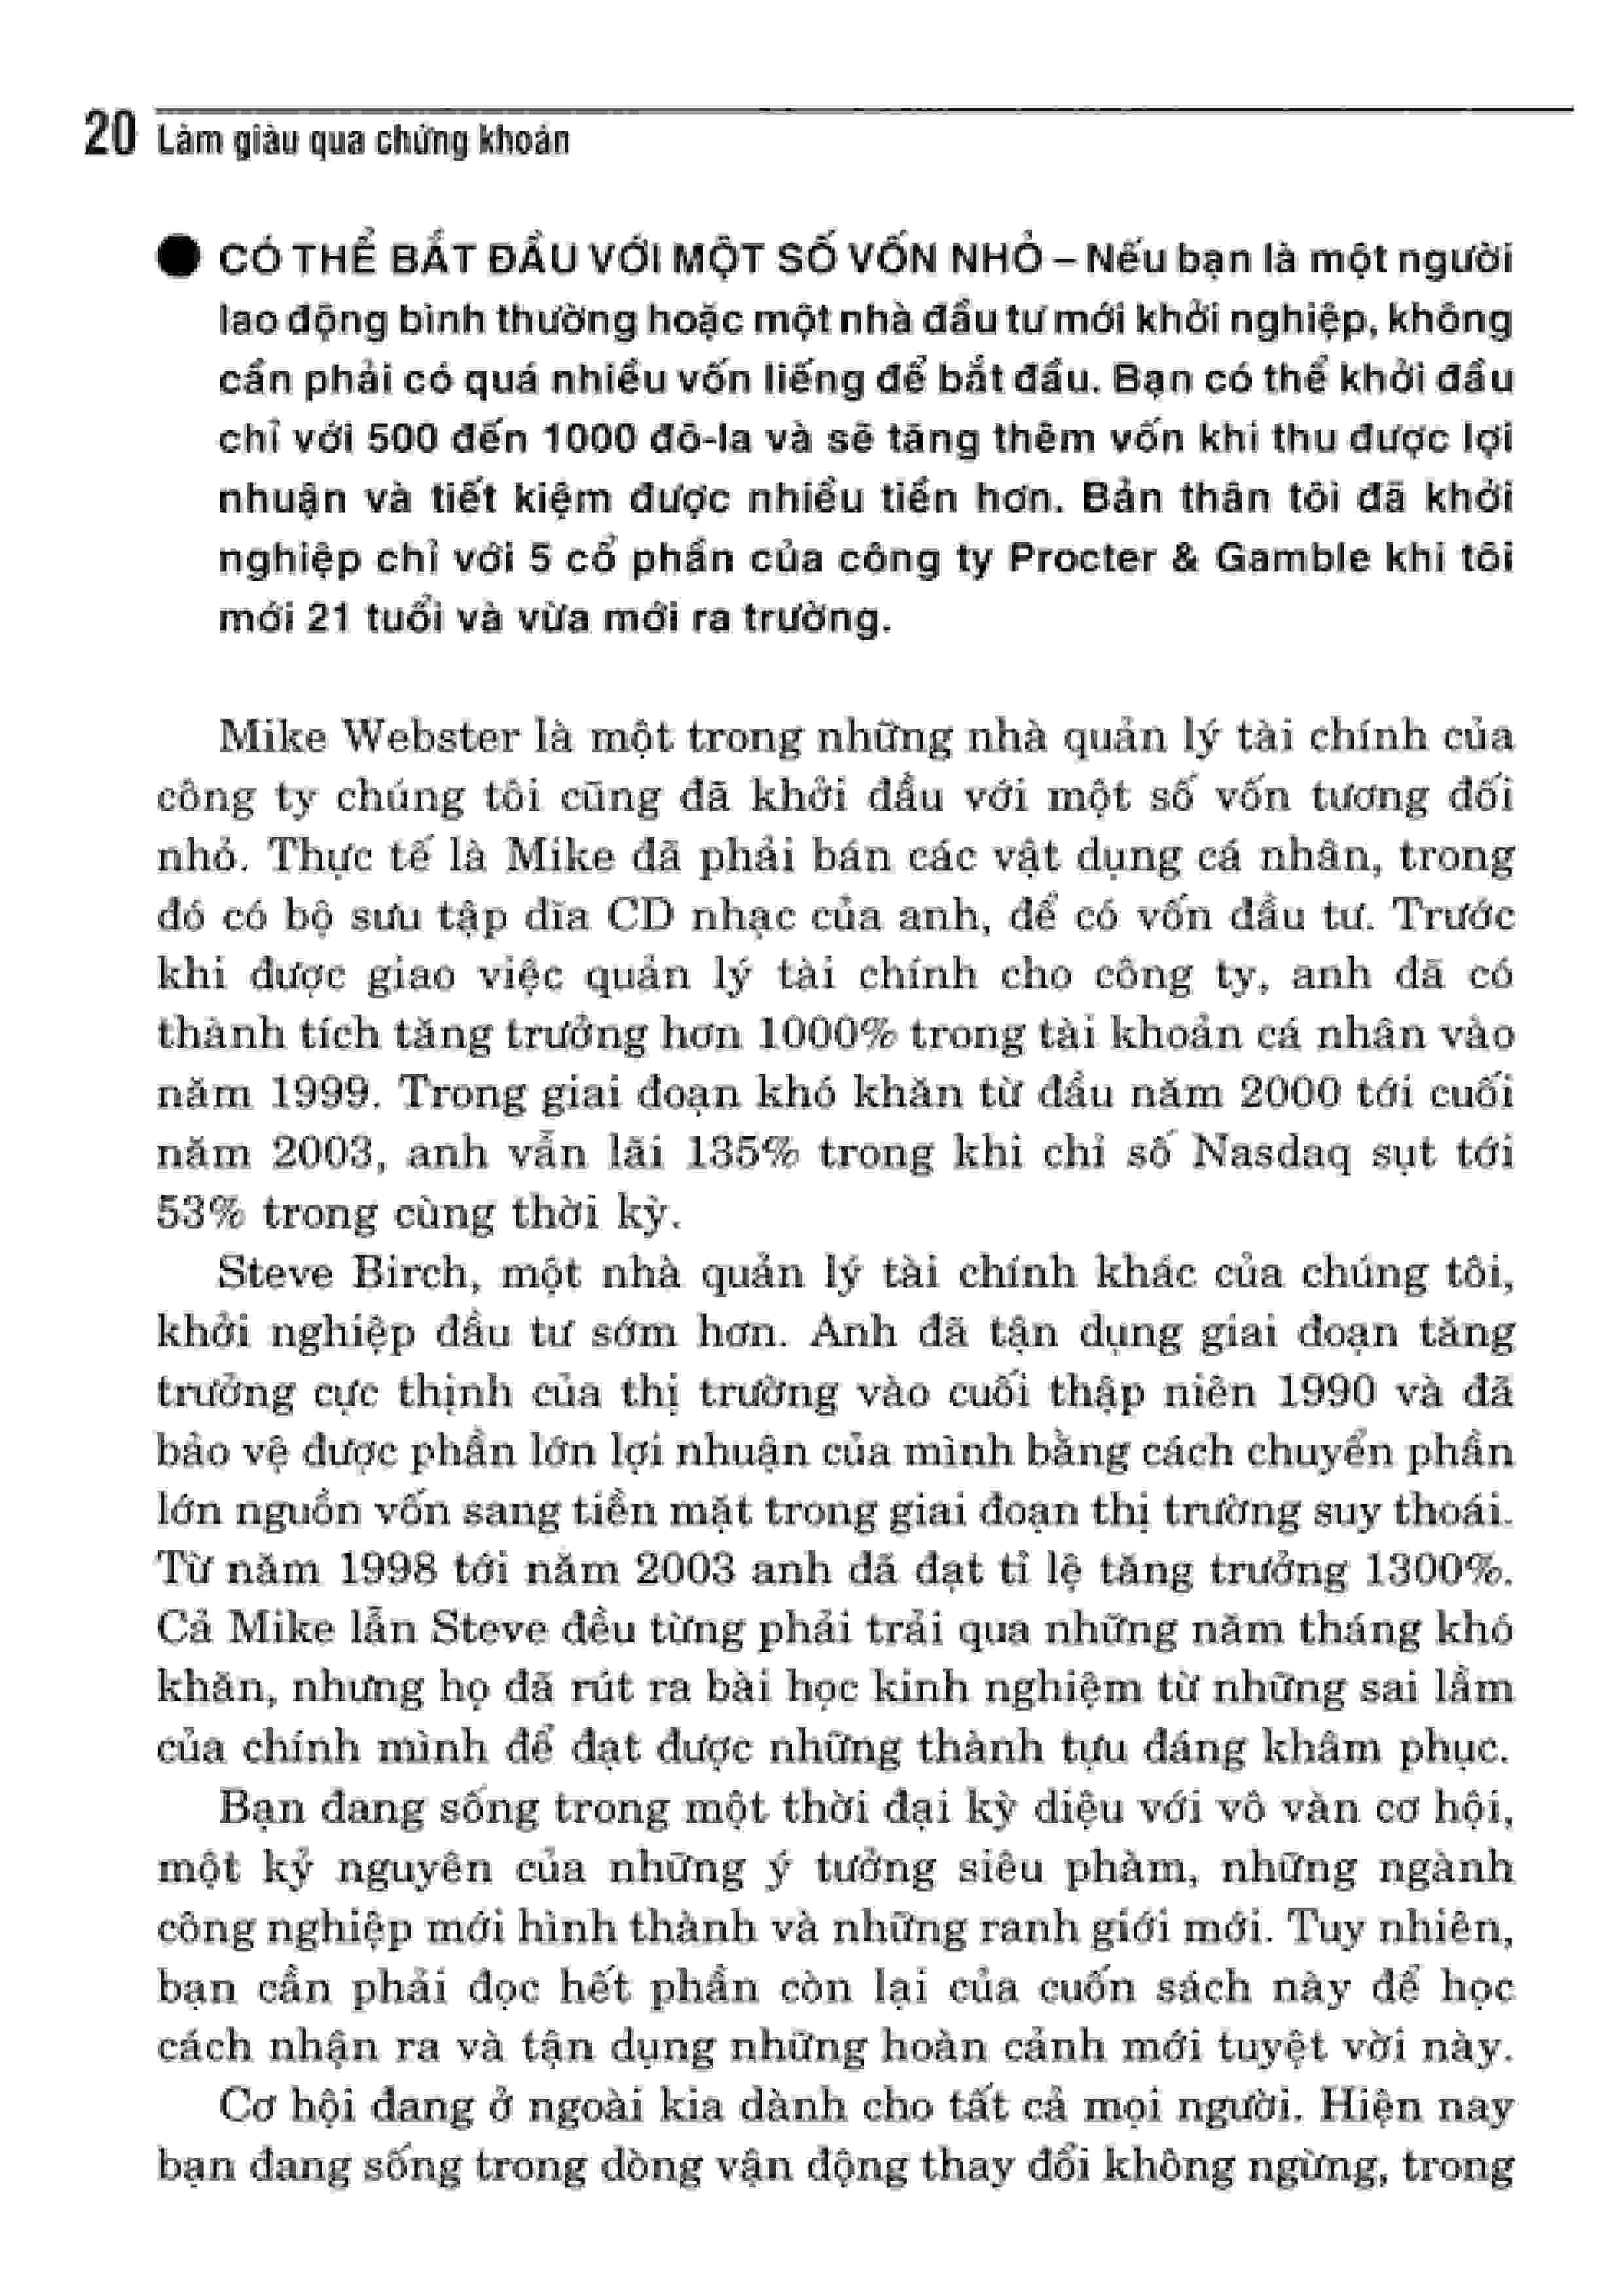 20 Làm giàu qua chứng khoán
● CÓ THỂ BẮT ĐẦU VỚI MỘT SỐ VỐN NHỎ – Nếu bạn là một người
lao động bình thường hoặc một nhà đầu tư mới khởi nghiệp, không
cần phải có quá nhiều vốn liếng để bắt đầu. Bạn có thể khởi đầu
chỉ với 500 đến 1000 đô-la và sẽ tăng thêm vốn khi thu được lợi
nhuận và tiết kiệm được nhiều tiền hơn. Bản thân tôi đã khởi
nghiệp chỉ với 5 cổ phần của công ty Procter & Gamble khi tôi
mới 21 tuổi và vừa mới ra trường.
Mike Webster là một trong những nhà quản lý tài chính của
công ty chúng tôi cũng đã khởi đầu với một số vốn tương đối
nhỏ. Thực tế là Mike đã phải bán các vật dụng cá nhân, trong
đó có bộ sưu tập đĩa CD nhạc của anh, để có vốn đầu tư. Trước
khi được giao việc quản lý tài chính cho công ty, anh đã có
thành tích tăng trưởng hơn 1000% trong tài khoản cá nhân vào
năm 1999. Trong giai đoạn khó khăn từ đầu năm 2000 tới cuối
năm 2003, anh vẫn lãi 135% trong khi chỉ số Nasdaq sụt tới
53% trong cùng thời kỳ.
Steve Birch, một nhà quản lý tài chính khác của chúng tôi,
khởi nghiệp đầu tư sớm hơn. Anh đã tận dụng giai đoạn tăng
trưởng cực thịnh của thị trường vào cuối thập niên 1990 và đã
bảo vệ được phần lớn lợi nhuận của mình bằng cách chuyển phần
lớn nguồn vốn sang tiền mặt trong giai đoạn thị trường suy thoái.
Từ năm 1998 tới năm 2003 anh đã đạt tỉ lệ tăng trưởng 1300%.
Cả Mike lẫn Steve đều từng phải trải qua những năm tháng khó
khăn, nhưng họ đã rút ra bài học kinh nghiệm từ những sai lầm
của chính mình để đạt được những thành tựu đáng khâm phục.
Bạn đang sống trong một thời đại kỳ diệu với vô vàn cơ hội,
một kỷ nguyên của những ý tưởng siêu phàm, những ngành
công nghiệp mới hình thành và những ranh giới mới. Tuy nhiên,
bạn cần phải đọc hết phần còn lại của cuốn sách này để học
cách nhận ra và tận dụng những hoàn cảnh mới tuyệt vời này.
Cơ hội đang ở ngoài kia dành cho tất cả mọi người. Hiện nay
bạn đang sống trong dòng vận động thay đổi không ngừng, trong